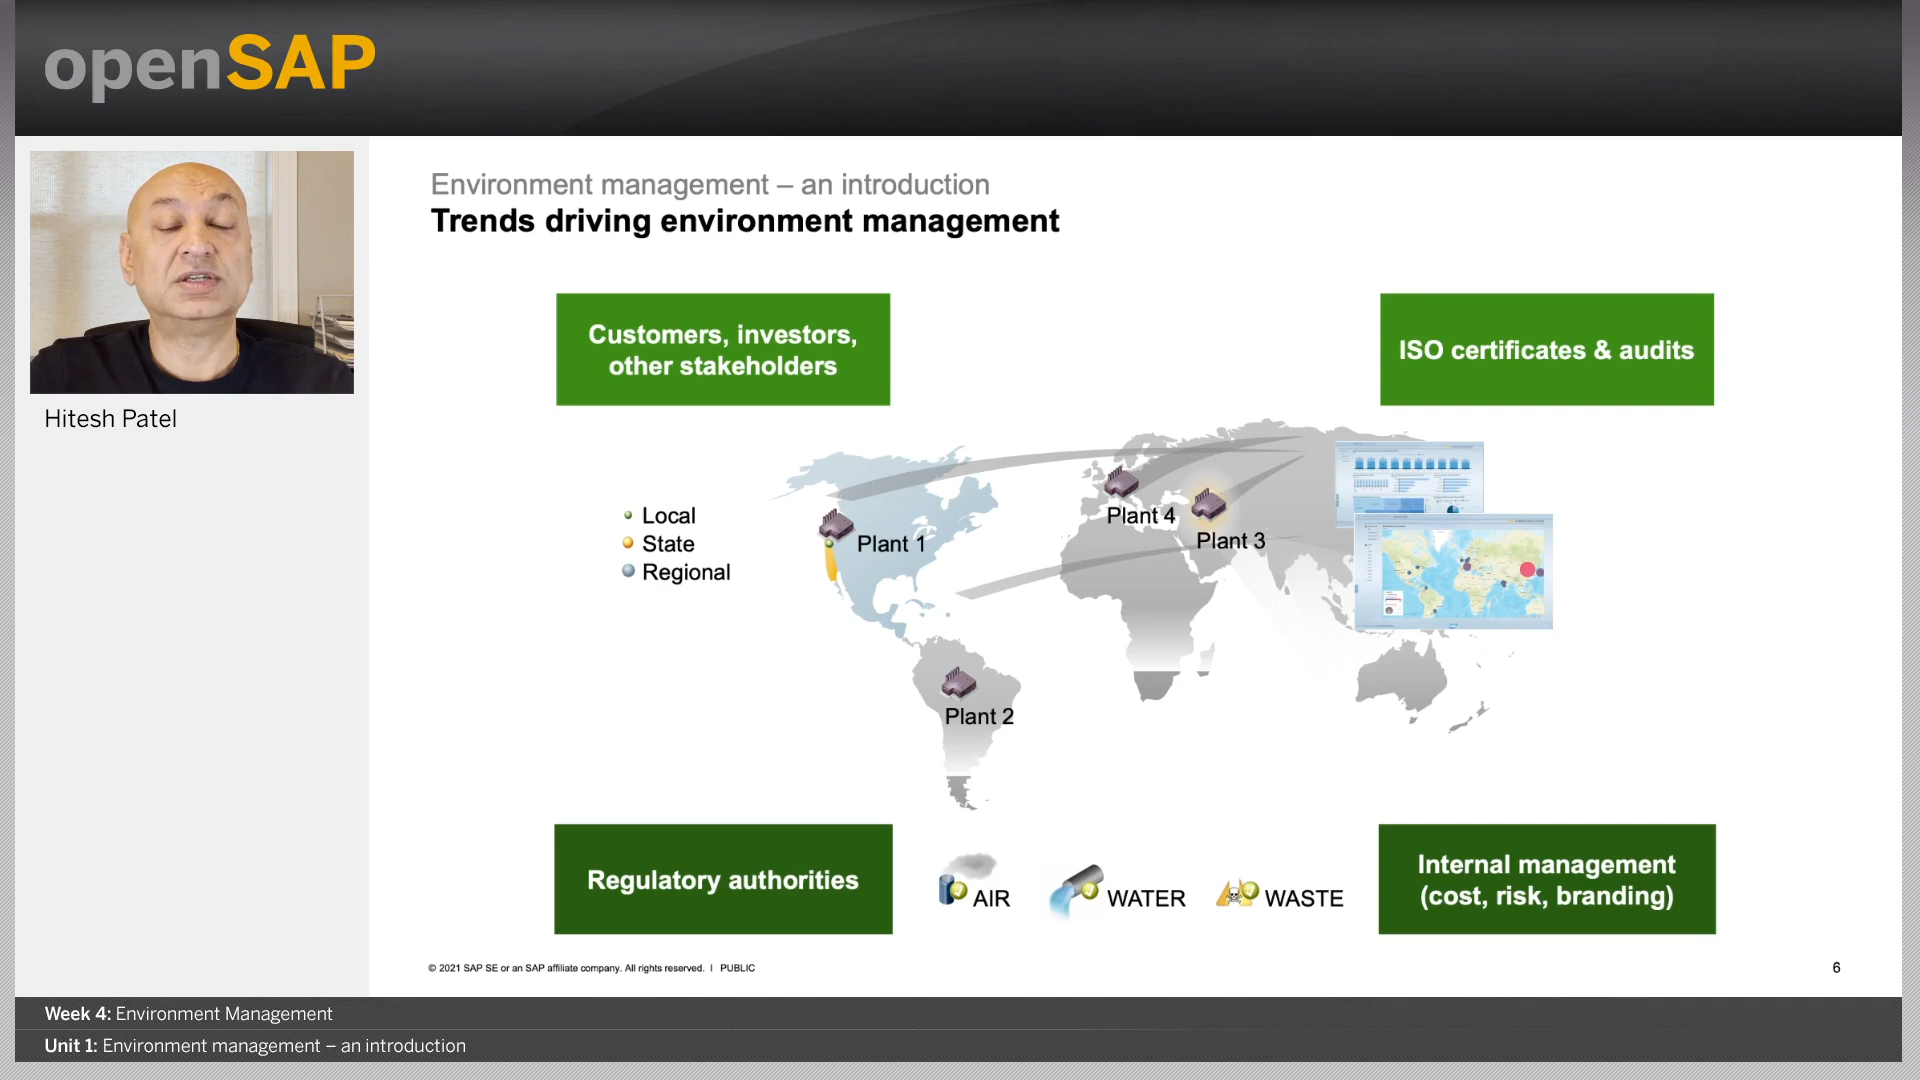 openSAP
Hitesh Patel
Environment management – an introduction
Trends driving environment management
Customers, investors,
other stakeholders
ISO certificates & audits
Local
State
Regional
Plant 1
Plant 4
Plant 3
Plant 2
Regulatory authorities
AIR
WATER
WASTE
Internal management
(cost, risk, branding)
© 2021 SAP SE or an SAP affiliate company. All rights reserved. | PUBLIC
6
Week 4: Environment Management
Unit 1: Environment management – an introduction